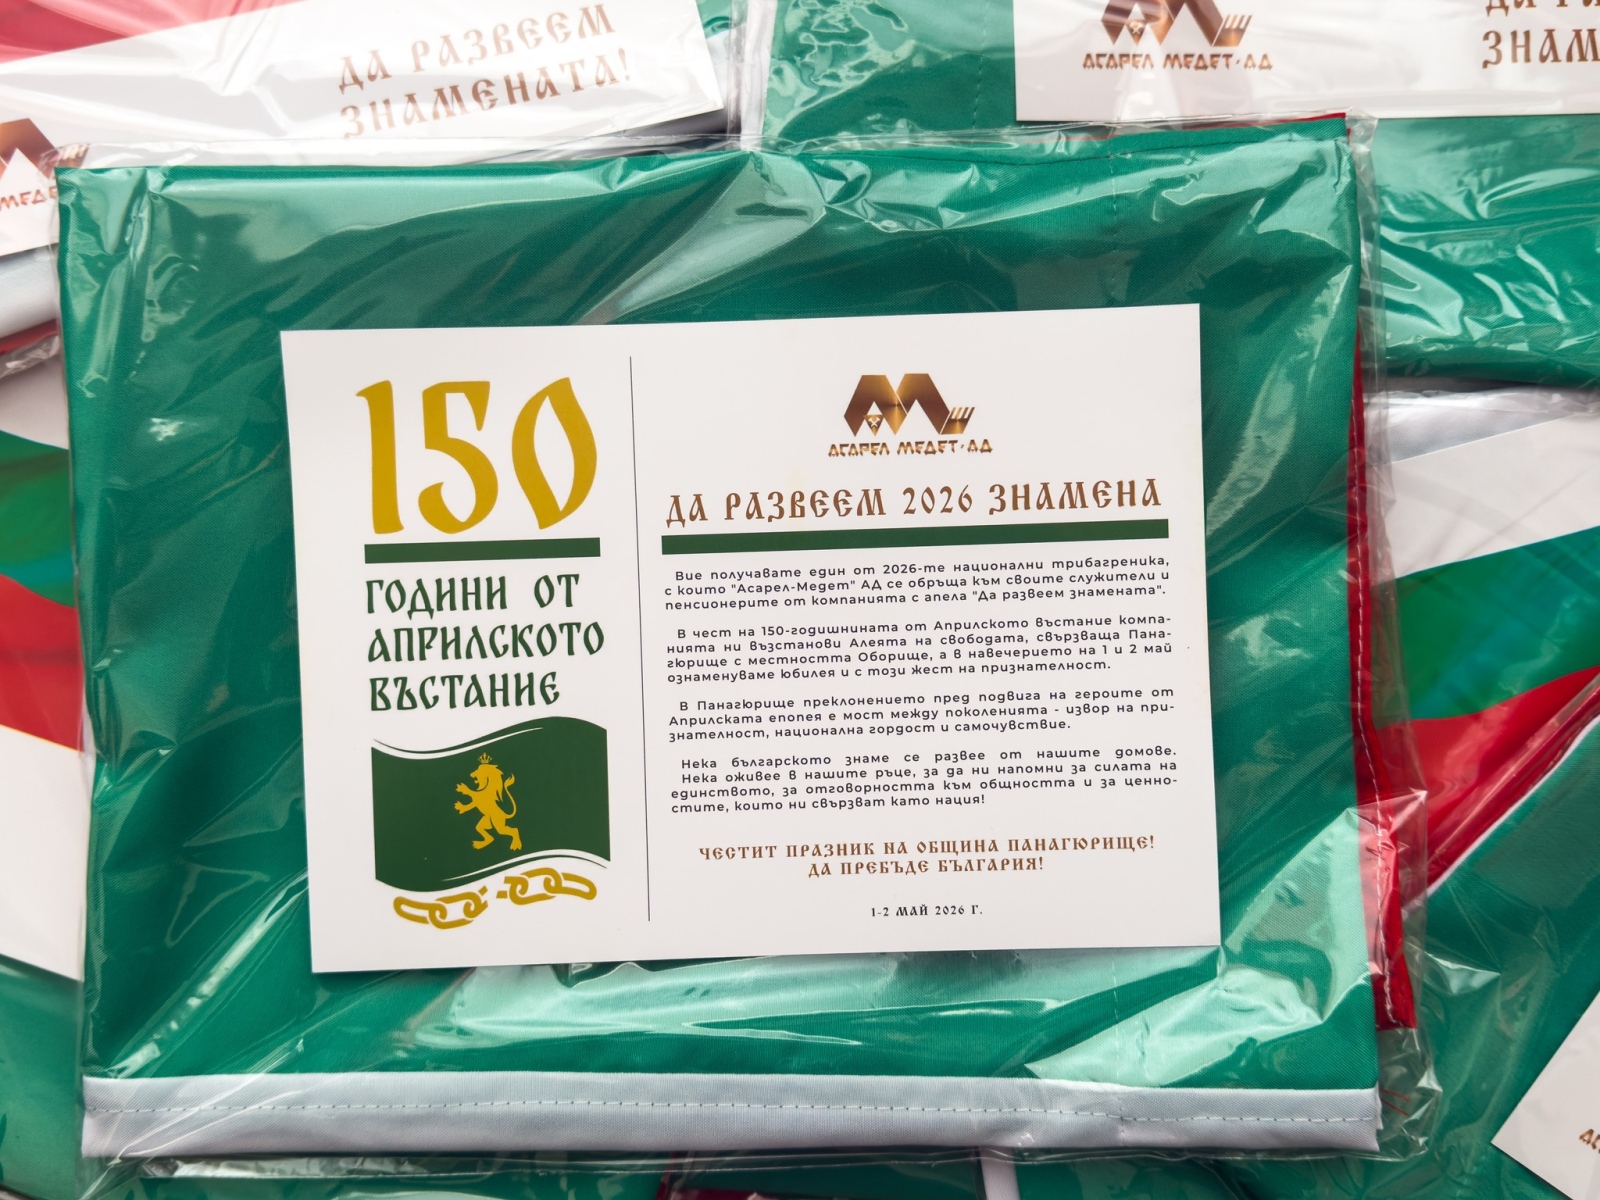 ДА РАЗВЕЕМ
ЗНАМЕНАТА!
АСАРЕЛ МЕДЕТ·АД
150
ГОДИНИ ОТ
АПРИЛСКОТО
ВЪСТАНИЕ
АСАРЕЛ МЕДЕТ·АД
ДА РАЗВЕЕМ 2026 ЗНАМЕНА
Вие получавате един от 2026-те национални трибагреника,
с които "Асарел-Медет" АД се обръща към своите служители и
пенсионерите от компанията с апела "Да развеем знамената".
В чест на 150-годишнината от Априлското въстание компа-
нията ни възстанови Алеята на свободата, свързваща Пана-
гюрище с местността Оборище, а в навечерието на 1 и 2 май
ознаменуваме юбилея и с този жест на признателност.
В Панагюрище преклонението пред подвига на героите от
Априлската епопея е мост между поколенията - извор на при-
знателност, национална гордост и самочувствие.
Нека българското знаме се развее от нашите домове.
Нека оживее в нашите ръце, за да ни напомни за силата на
единството, за отговорността към общността и за ценно-
стите, които ни свързват като нация!
ЧЕСТИТ ПРАЗНИК НА ОБЩИНА ПАНАГЮРИЩЕ!
ДА ПРЕБЪДЕ БЪЛГАРИЯ!
1-2 МАЙ 2026 Г.